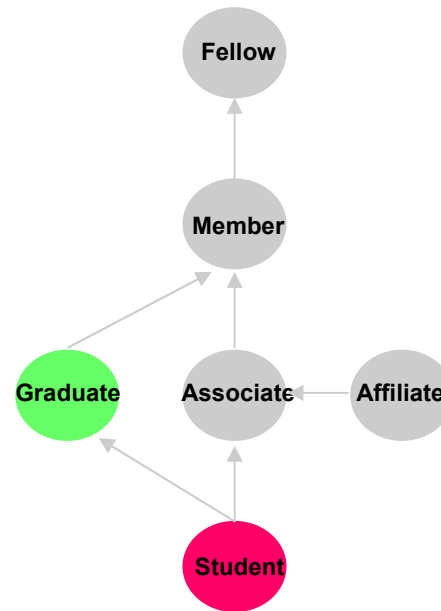 Fellow
Member
Graduate
Associate
Affiliate
Student